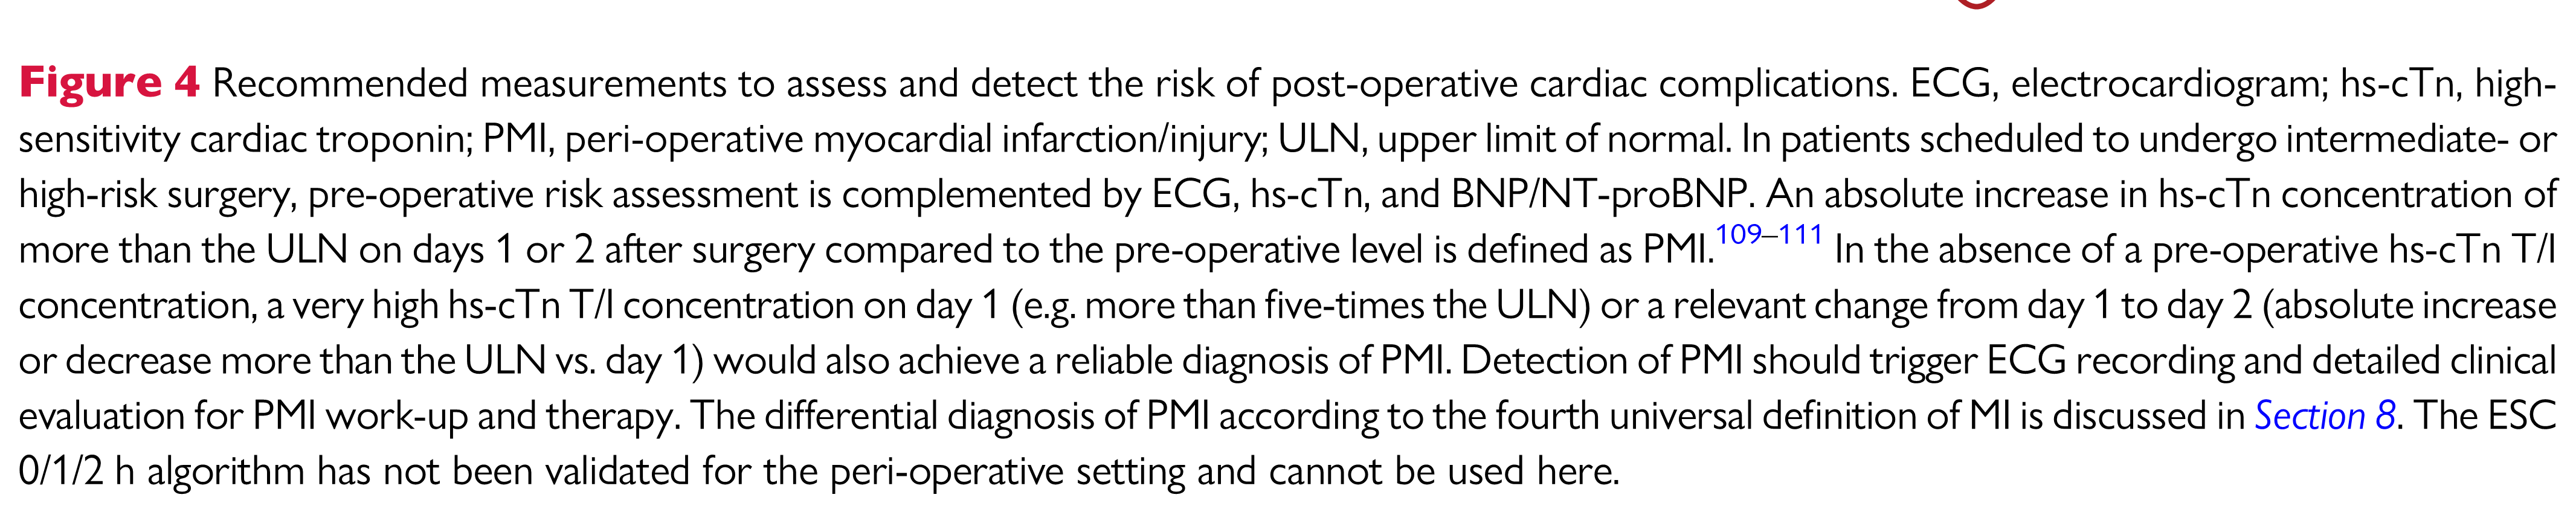 Figure 4 Recommended measurements to assess and detect the risk of post-operative cardiac complications. ECG, electrocardiogram; hs-cTn, high-
sensitivity cardiac troponin; PMI, peri-operative myocardial infarction/injury; ULN, upper limit of normal. In patients scheduled to undergo intermediate- or
high-risk surgery, pre-operative risk assessment is complemented by ECG, hs-cTn, and BNP/NT-proBNP. An absolute increase in hs-cTn concentration of
more than the ULN on days 1 or 2 after surgery compared to the pre-operative level is defined as PMI.109–111 In the absence of a pre-operative hs-cTn T/I
concentration, a very high hs-cTn T/I concentration on day 1 (e.g. more than five-times the ULN) or a relevant change from day 1 to day 2 (absolute increase
or decrease more than the ULN vs. day 1) would also achieve a reliable diagnosis of PMI. Detection of PMI should trigger ECG recording and detailed clinical
evaluation for PMI work-up and therapy. The differential diagnosis of PMI according to the fourth universal definition of MI is discussed in Section 8. The ESC
0/1/2 h algorithm has not been validated for the peri-operative setting and cannot be used here.